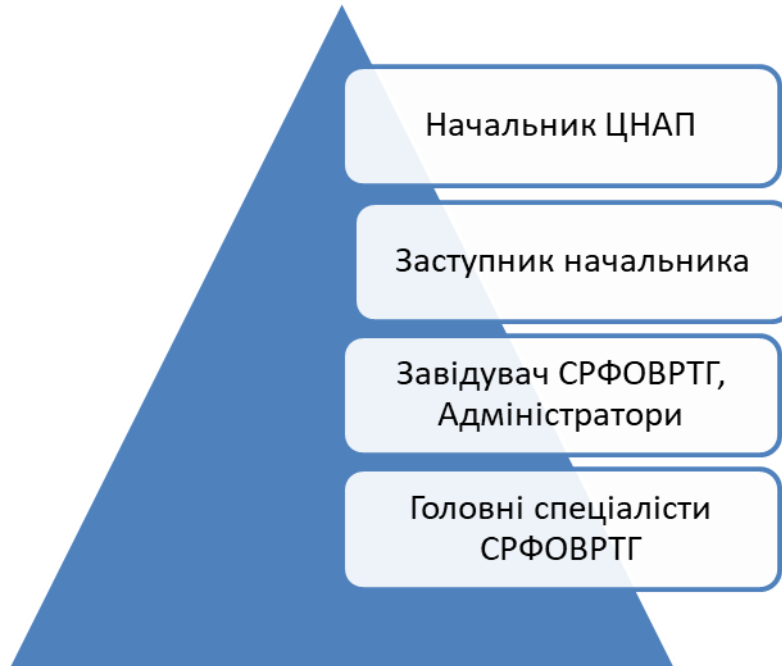 Начальник ЦНАП
Заступник начальника
Завідувач СРФОВРТГ,
Адміністратори
Головні спеціалісти
СРФОВРТГ